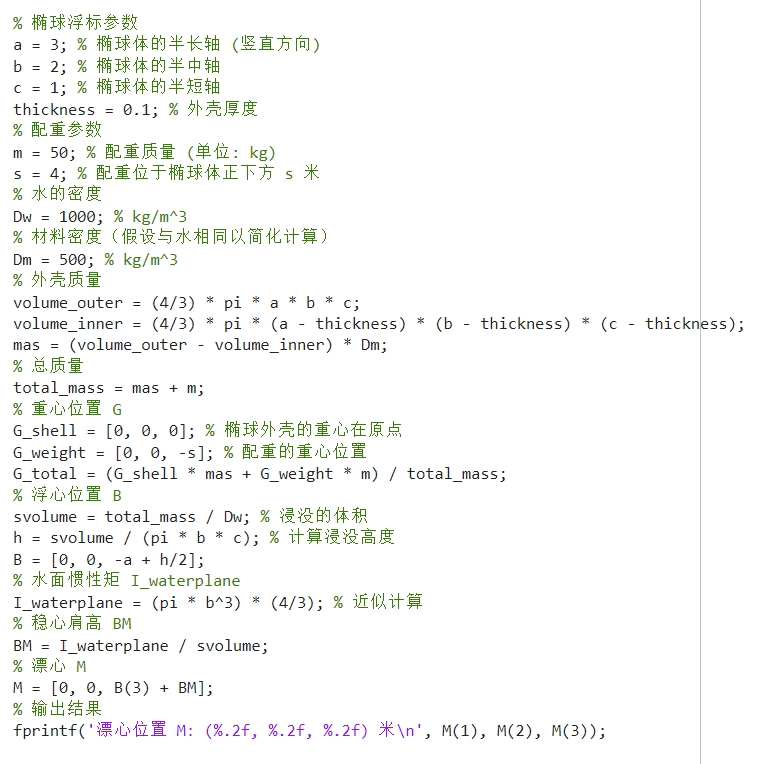 % 椭球浮标参数
a = 3; % 椭球体的半长轴 (竖直方向)
b = 2; % 椭球体的半中轴
c = 1; % 椭球体的半短轴
thickness = 0.1; % 外壳厚度
% 配重参数
m = 50; % 配重质量 (单位: kg)
s = 4; % 配重位于椭球体正下方 s 米
% 水的密度
Dw = 1000; % kg/m^3
% 材料密度（假设与水相同以简化计算）
Dm = 500; % kg/m^3
% 外壳质量
volume_outer = (4/3) * pi * a * b * c;
volume_inner = (4/3) * pi * (a - thickness) * (b - thickness) * (c - thickness);
mas = (volume_outer - volume_inner) * Dm;
% 总质量
total_mass = mas + m;
% 重心位置 G
G_shell = [0, 0, 0]; % 椭球外壳的重心在原点
G_weight = [0, 0, -s]; % 配重的重心位置
G_total = (G_shell * mas + G_weight * m) / total_mass;
% 浮心位置 B
svolume = total_mass / Dw; % 浸没的体积
h = svolume / (pi * b * c); % 计算浸没高度
B = [0, 0, -a + h/2];
% 水面惯性矩 I_waterplane
I_waterplane = (pi * b^3) * (4/3); % 近似计算
% 稳心肩高 BM
BM = I_waterplane / svolume;
% 漂心 M
M = [0, 0, B(3) + BM];
% 输出结果
fprintf('漂心位置 M: (%.2f, %.2f, %.2f) 米\n', M(1), M(2), M(3));